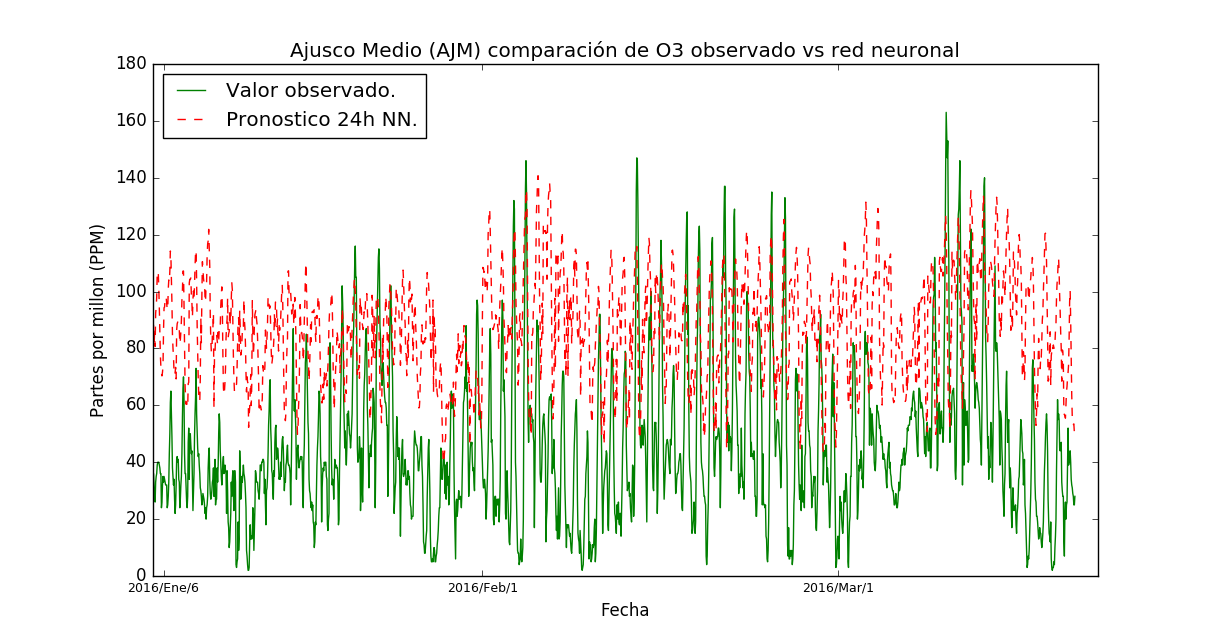 Ajusco Medio (AJM) comparación de O3 observado vs red neuronal
Valor observado.
Pronostico 24h NN.
Partes por millon (PPM)
180
160
140
120
100
80
60
40
20
0
2016/Ene/6
2016/Feb/1
2016/Mar/1
Fecha